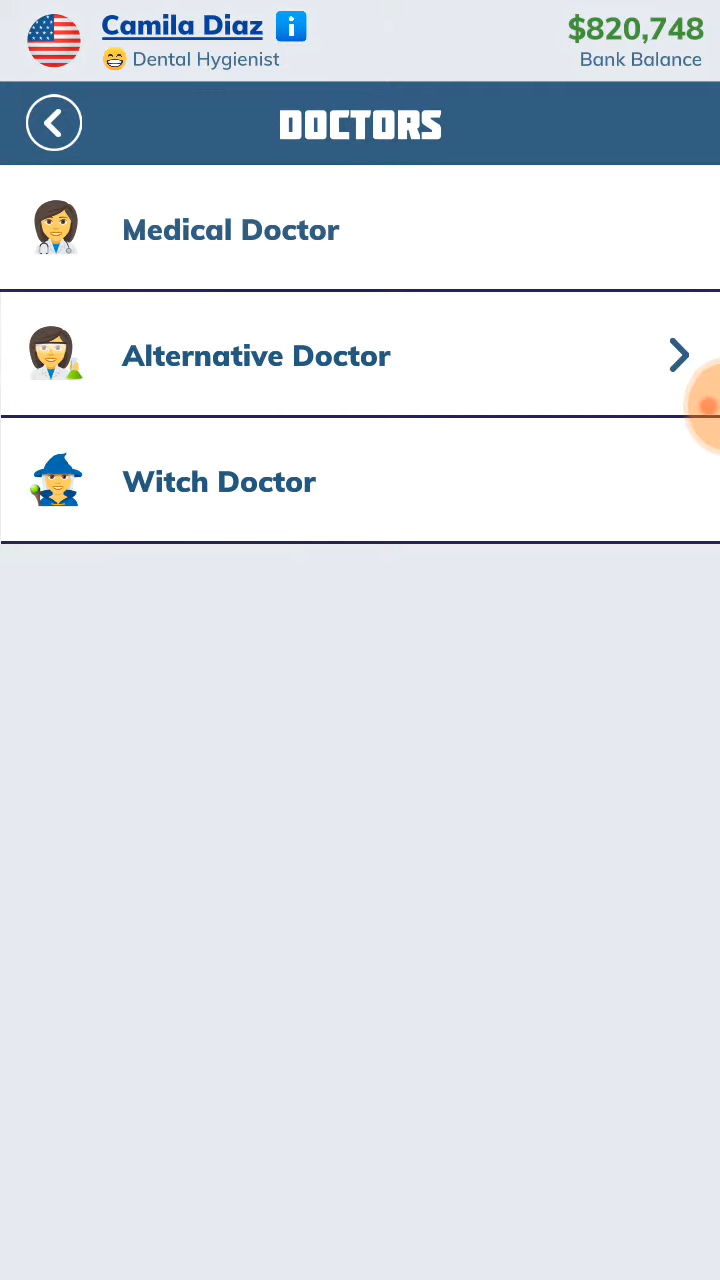 Camila Diaz
$820,748
Dental Hygienist
Bank Balance
DOCTORS
Medical Doctor
Alternative Doctor
Witch Doctor